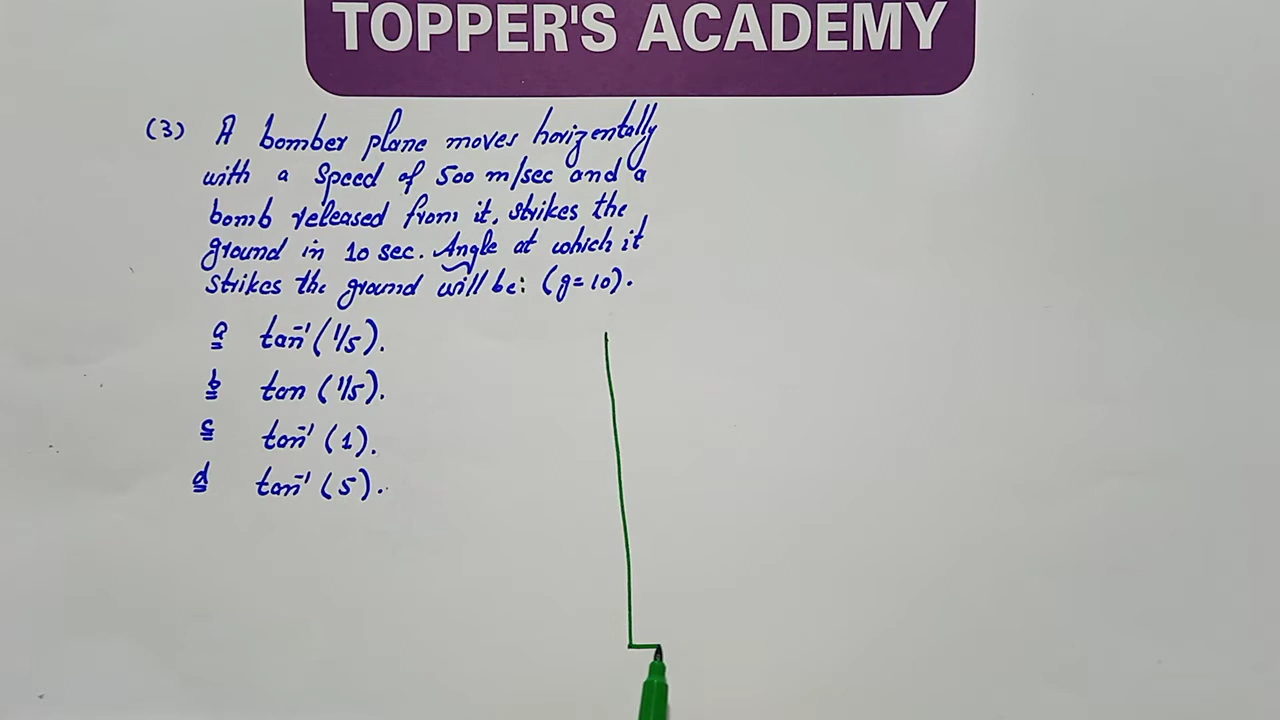 TOPPER'S ACADEMY
(3) A bomber plane moves horizentally
with a speed of 500 m/sec and a
bomb released from it, strikes the
ground in 10 sec. Angle at which it
strikes the ground will be: (g=10).
a tan⁻¹(1/5).
b tan (1/5).
c tan⁻¹(1).
d tan⁻¹(5).